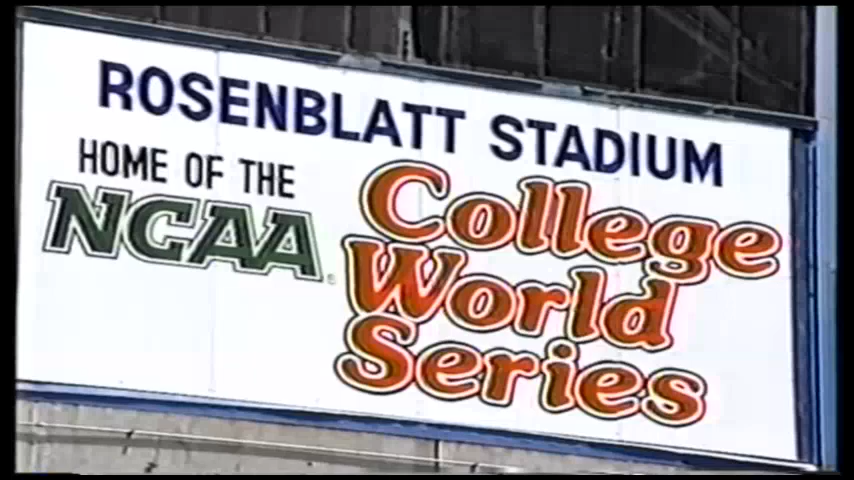 ROSENBLATT STADIUM
HOME OF THE
NCAA®
College
World
Series